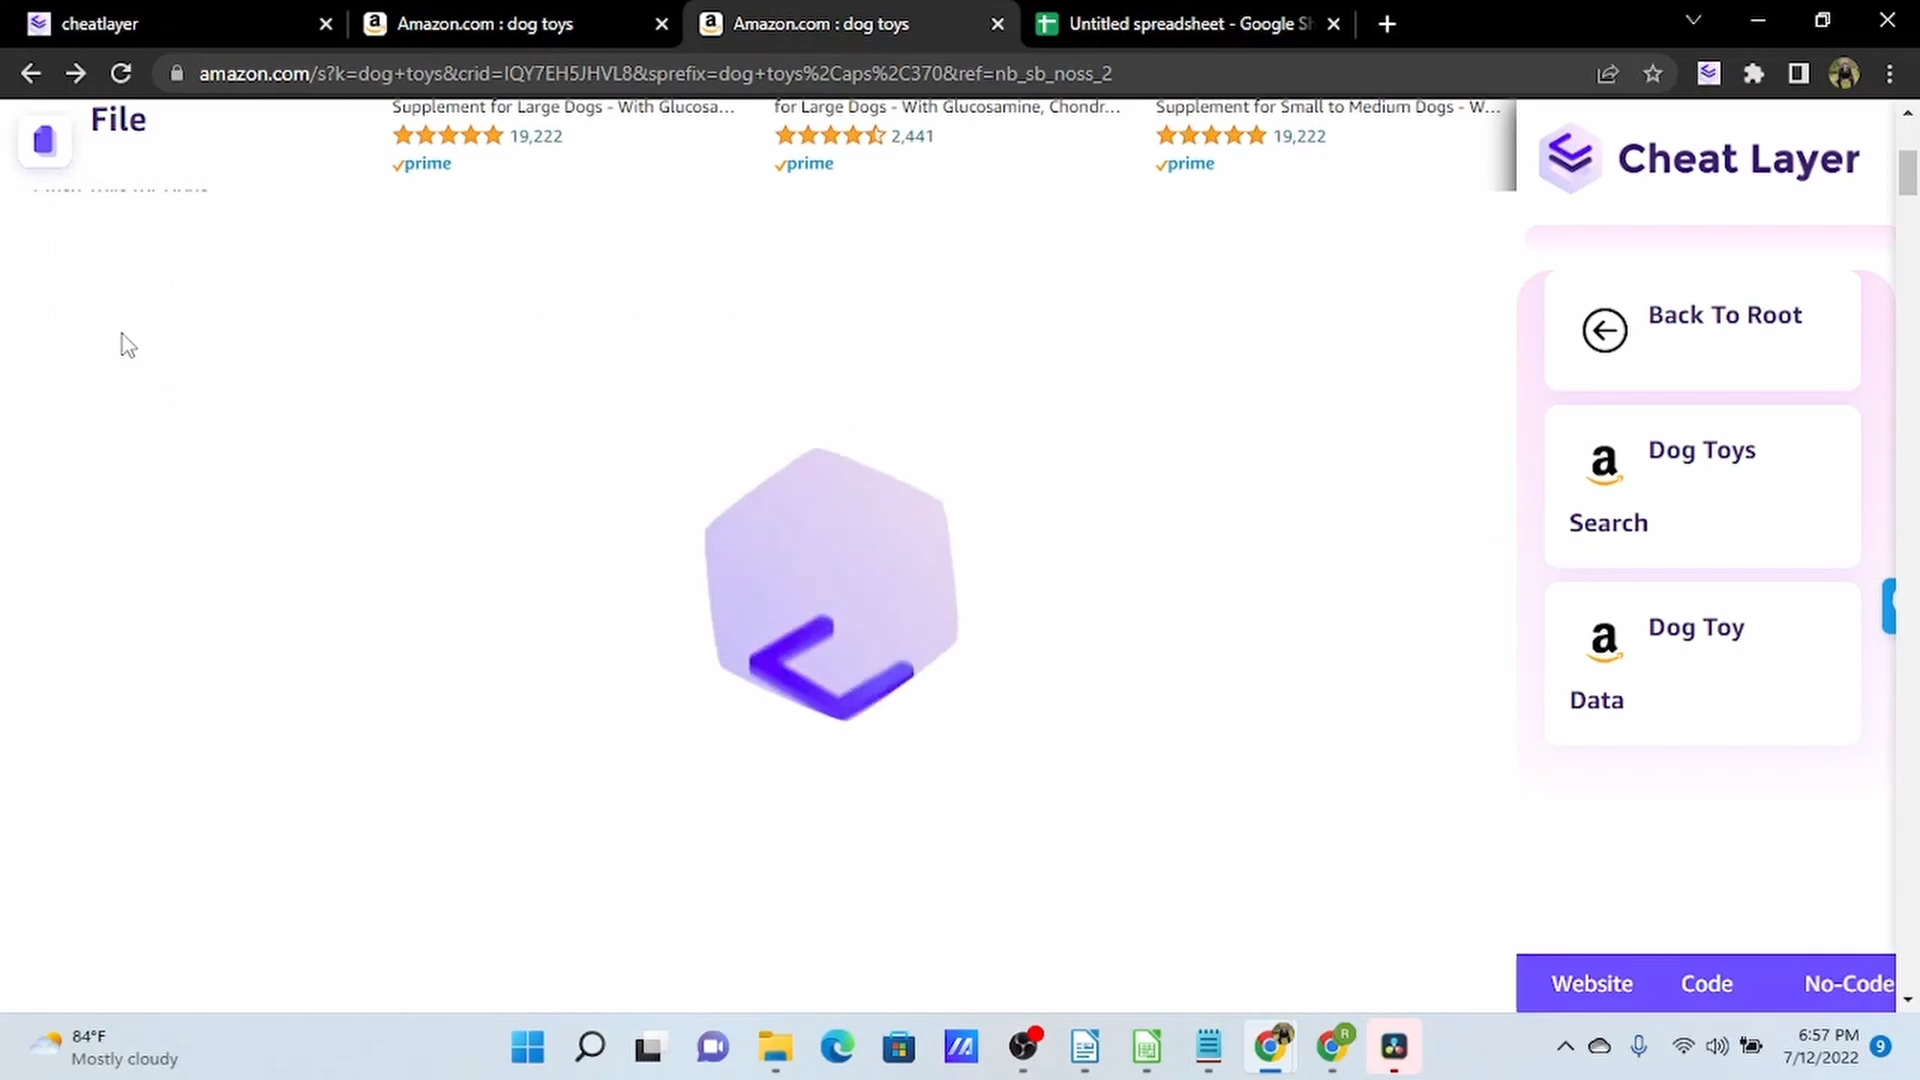 cheatlayer
Amazon.com : dog toys
Amazon.com : dog toys
Untitled spreadsheet - Google Sh
amazon.com/s?k=dog+toys&crid=IQY7EH5JHVL8&sprefix=dog+toys%2Caps%2C370&ref=nb_sb_noss_2
File
Supplement for Large Dogs - With Glucosa...
for Large Dogs - With Glucosamine, Chondr...
Supplement for Small to Medium Dogs - W...
19,222
2,441
19,222
prime
prime
prime
Cheat Layer
Back To Root
Dog Toys
Search
Dog Toy
Data
Website
Code
No-Code
84°F
Mostly cloudy
R
6:57 PM
7/12/2022
9